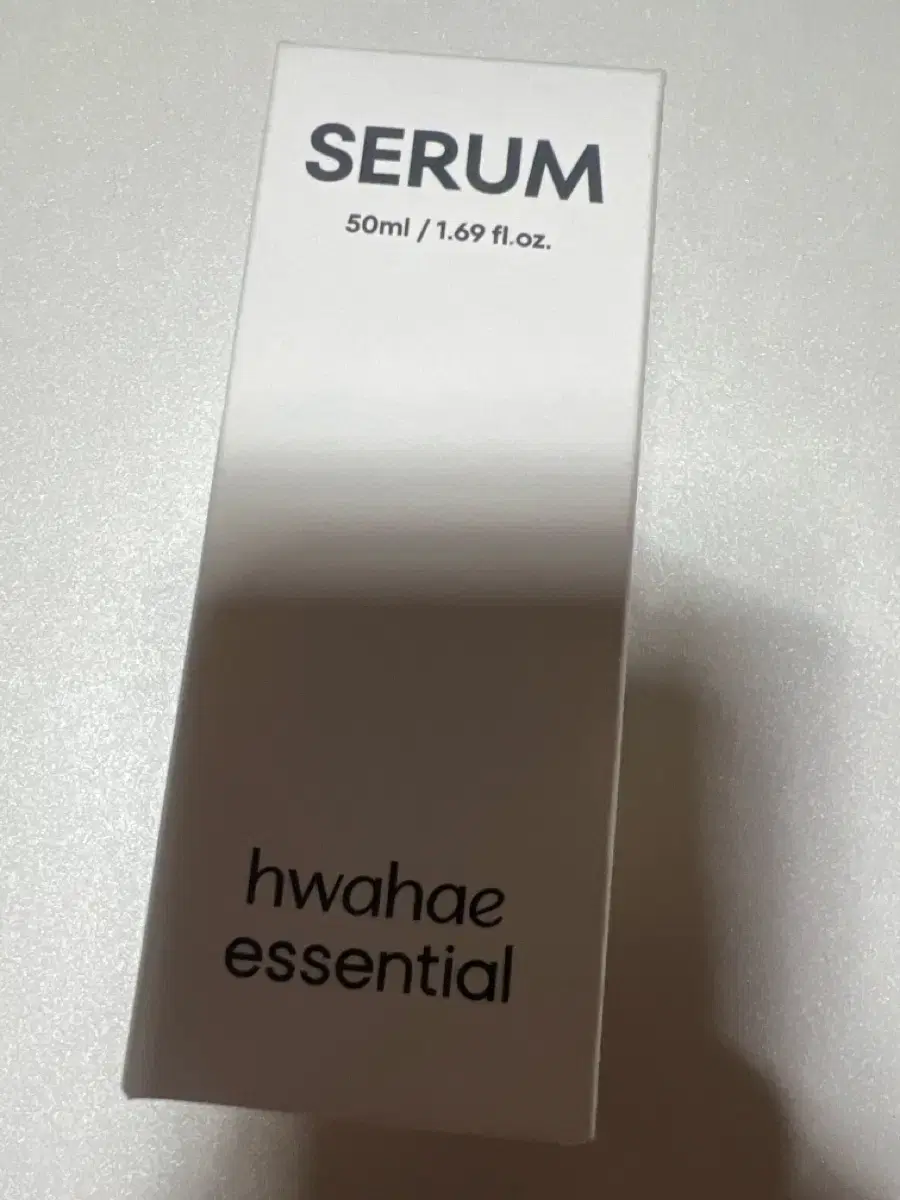 SERUM
50ml / 1.69 fl.oz.
hwahae
essential